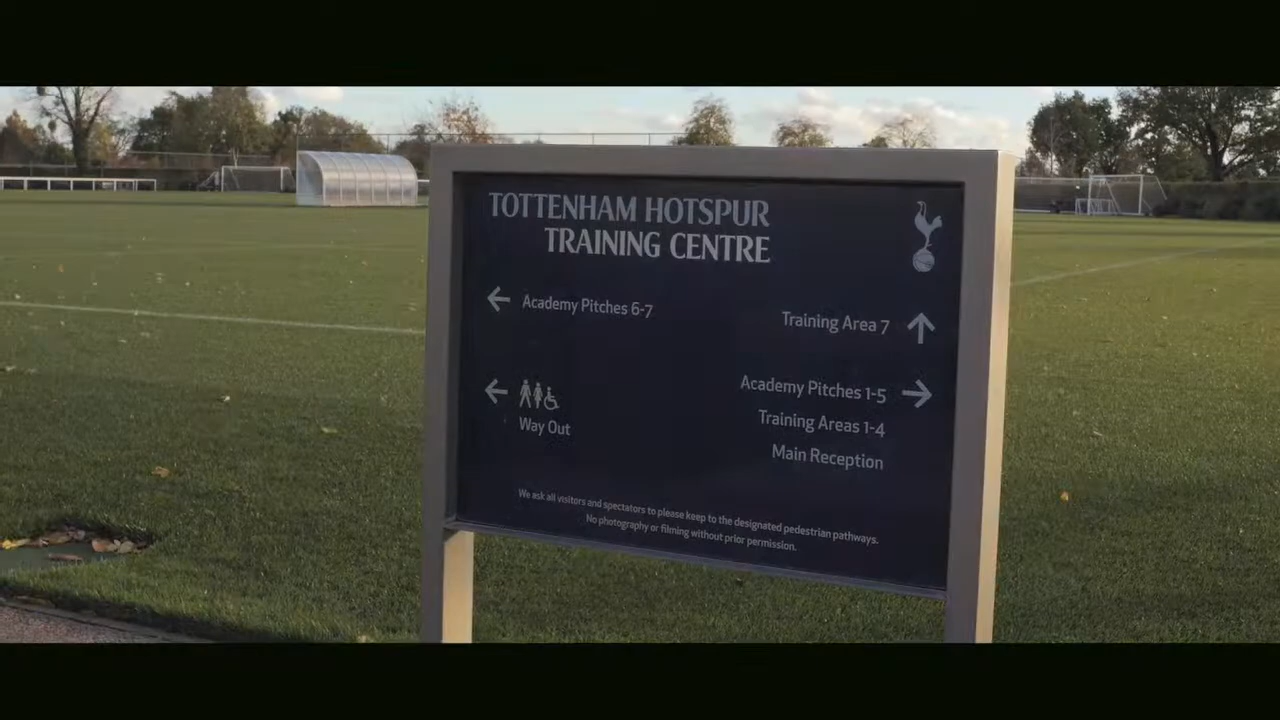 TOTTENHAM HOTSPUR
TRAINING CENTRE
Academy Pitches 6-7
Training Area 7
Way Out
Academy Pitches 1-5
Training Areas 1-4
Main Reception
We ask all visitors and spectators to please keep to the designated pedestrian pathways.
No photography or filming without prior permission.